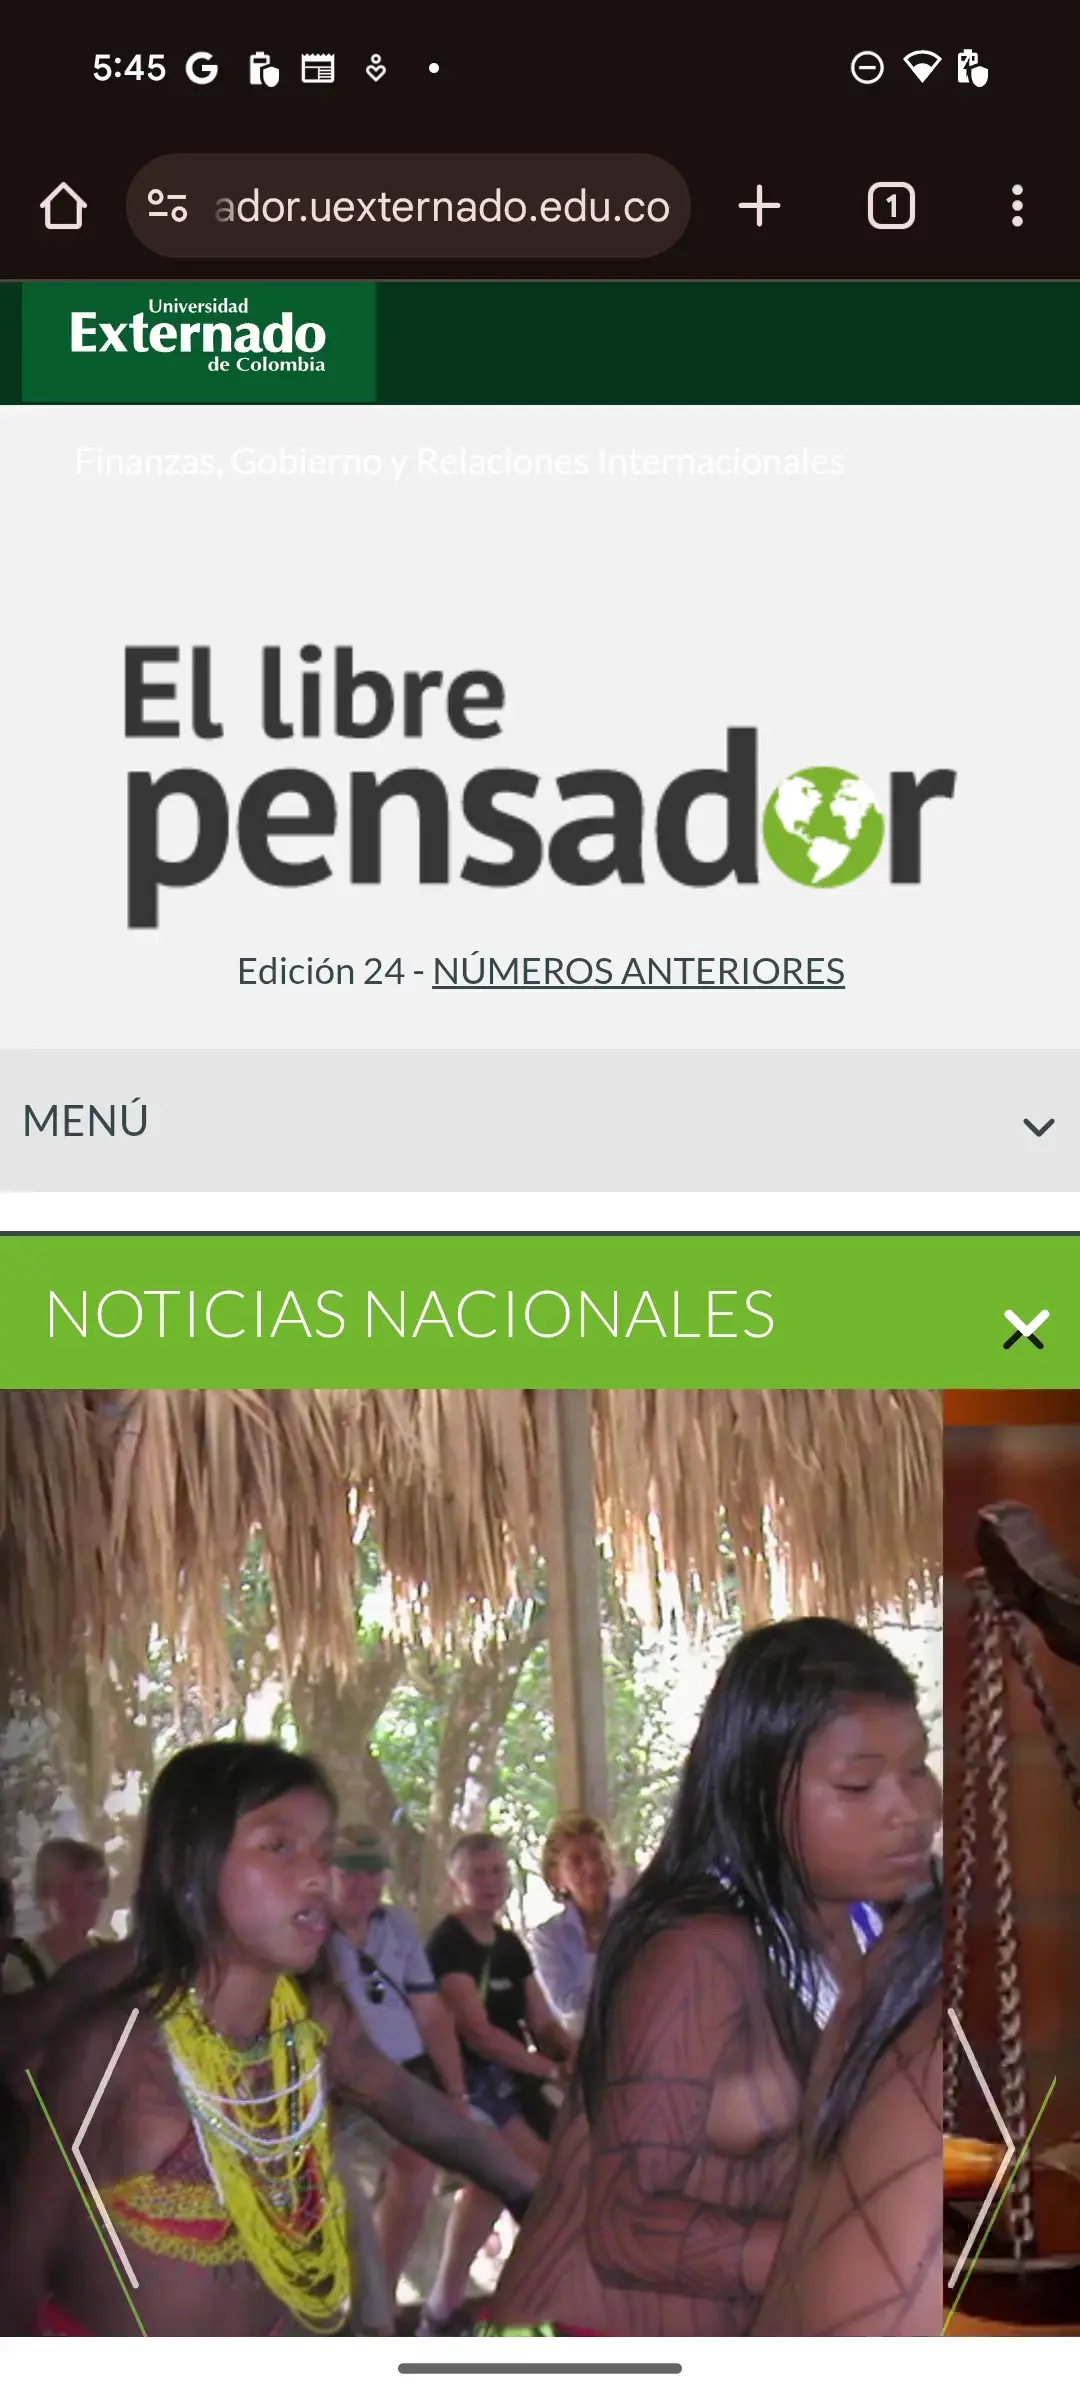 5:45
ador.uexternado.edu.co
1
Universidad
Externado
de Colombia
Finanzas, Gobierno y Relaciones Internacionales
El libre
pensador
Edición 24 - NÚMEROS ANTERIORES
MENÚ
NOTICIAS NACIONALES